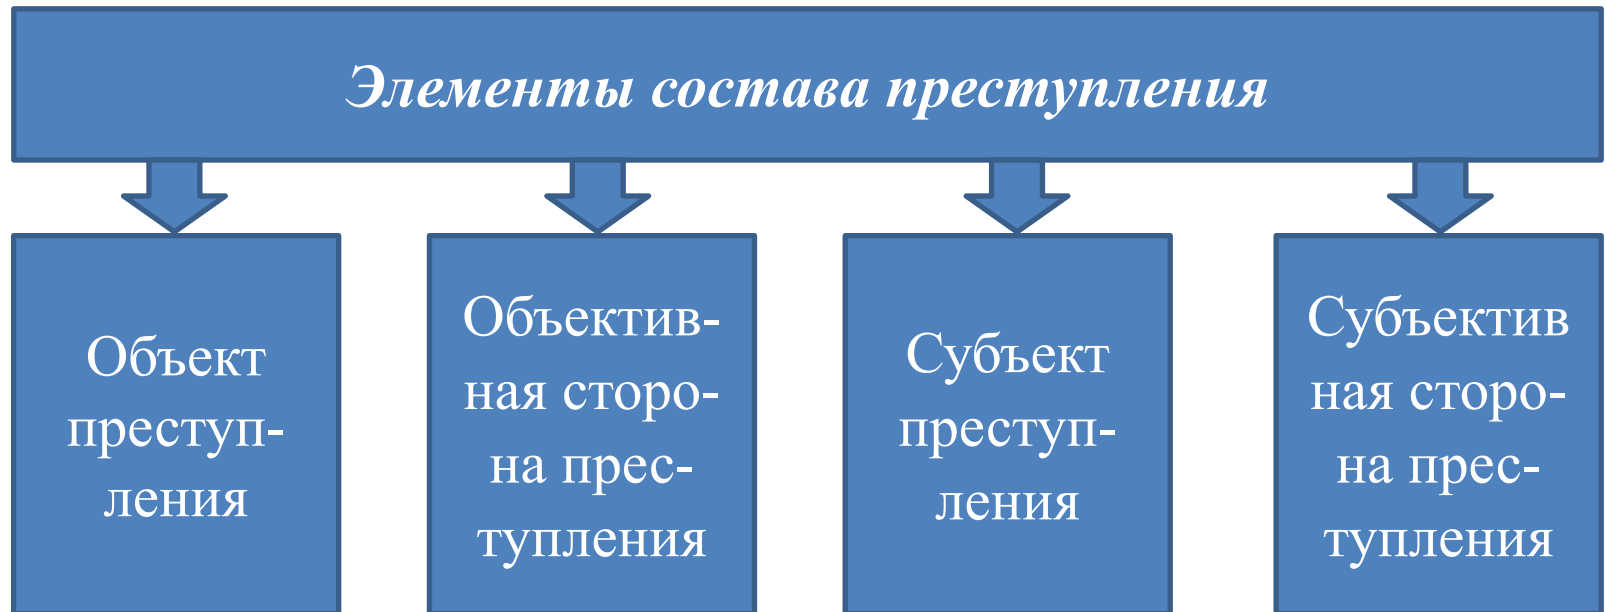 Элементы состава преступления
Объект
преступ-
ления
Объектив-
ная сторо-
на прес-
тупления
Субъект
преступ-
ления
Субъектив
ная сторо-
на прес-
тупления